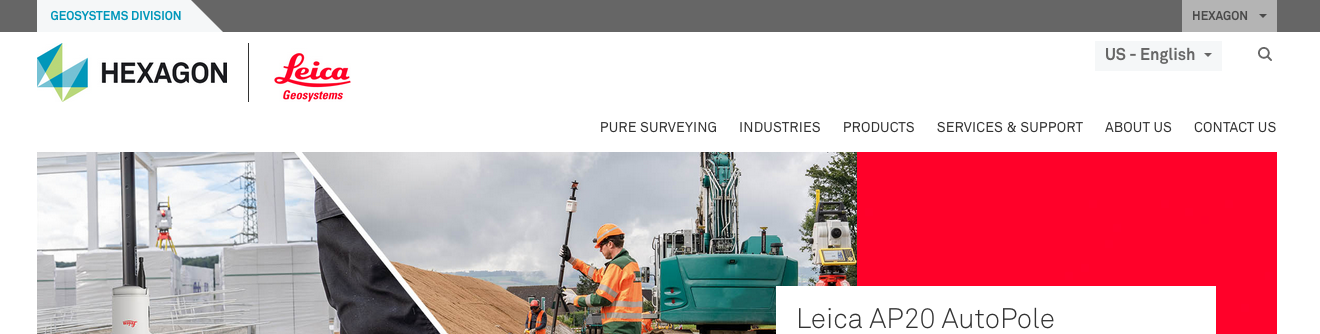 GEOSYSTEMS DIVISION
HEXAGON
HEXAGON
Leica
Geosystems
US - English
PURE SURVEYING INDUSTRIES PRODUCTS SERVICES & SUPPORT ABOUT US CONTACT US
Leica AP20 AutoPole